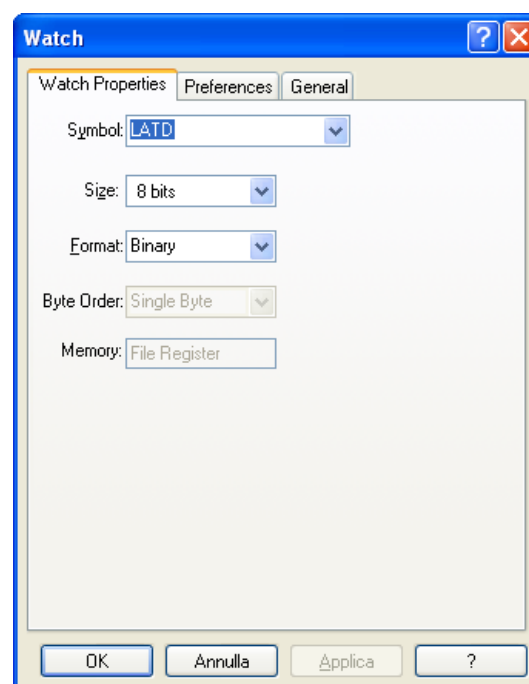 Watch ?
Watch Properties Preferences General
Symbol: LATD
Size: 8 bits
Format: Binary
Byte Order: Single Byte
Memory: File Register
OK Annulla Applica ?